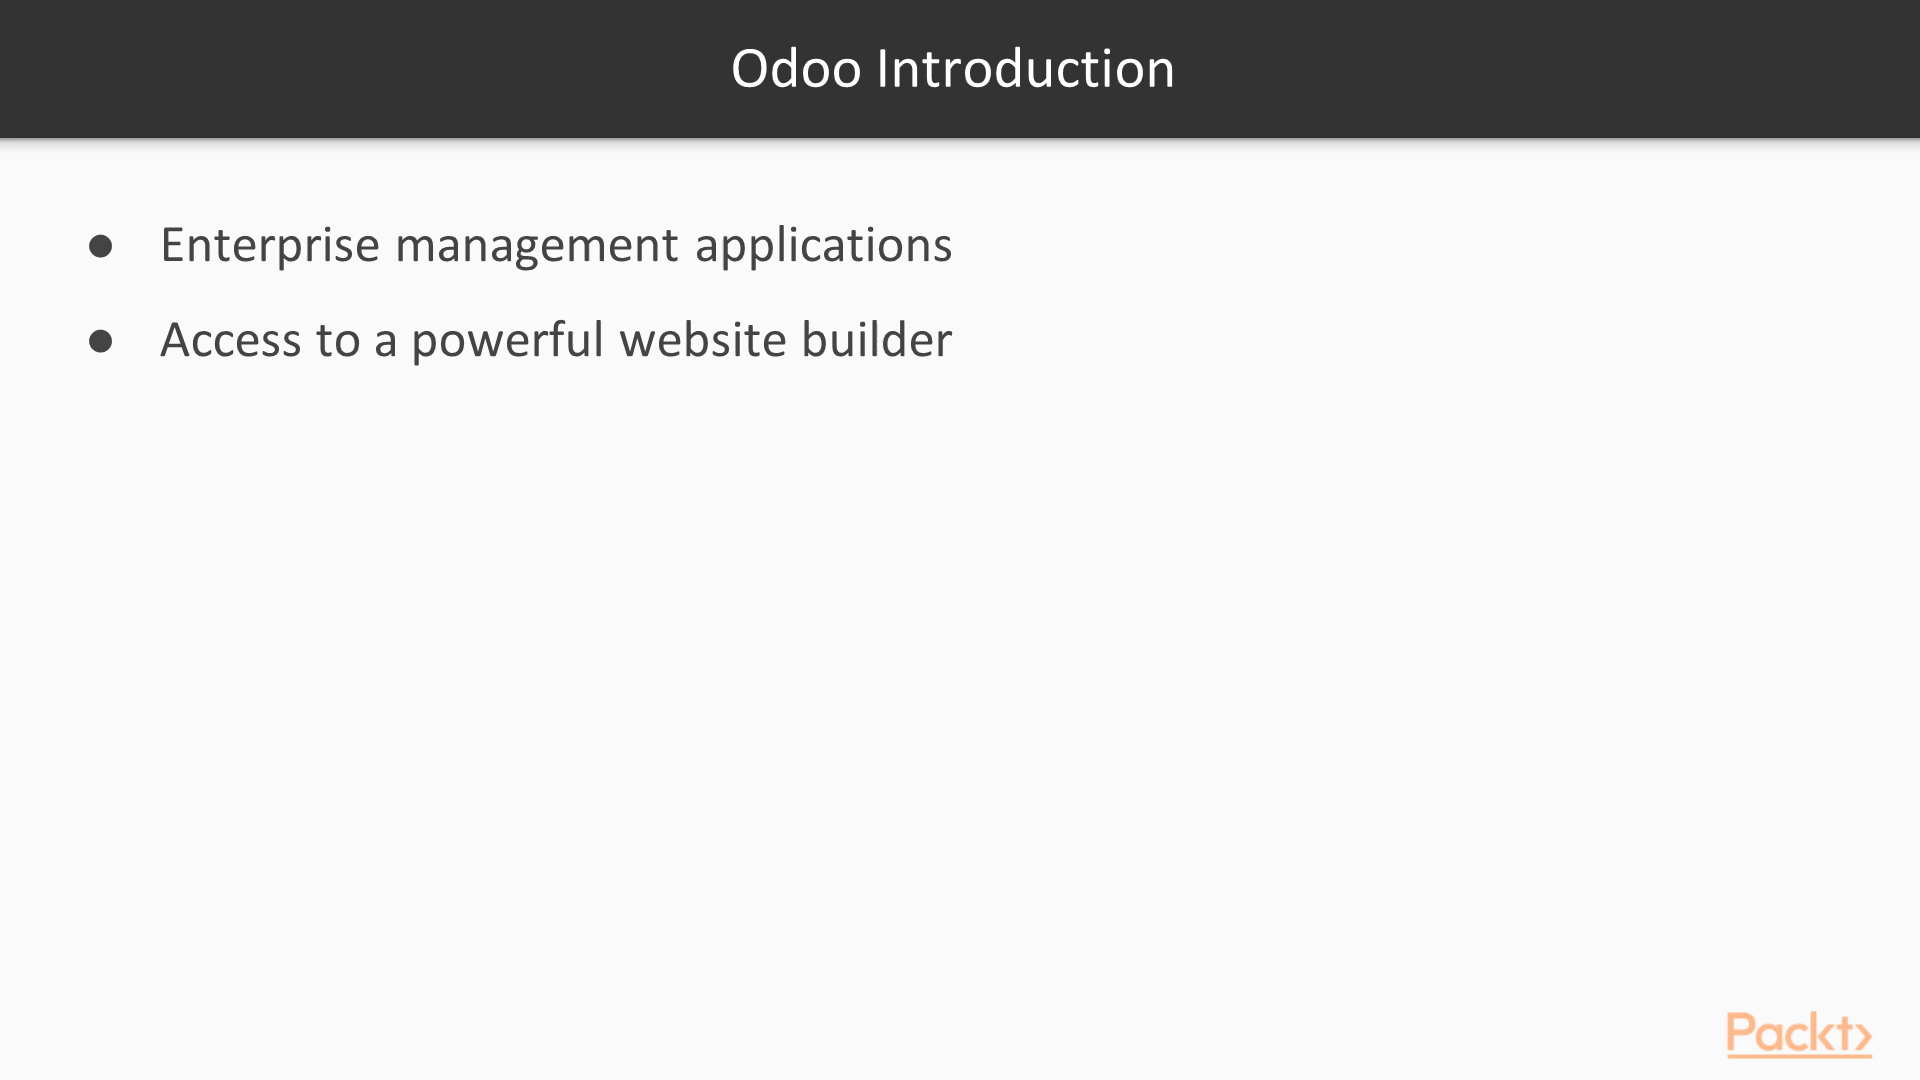 Odoo Introduction
● Enterprise management applications
● Access to a powerful website builder
Packt>